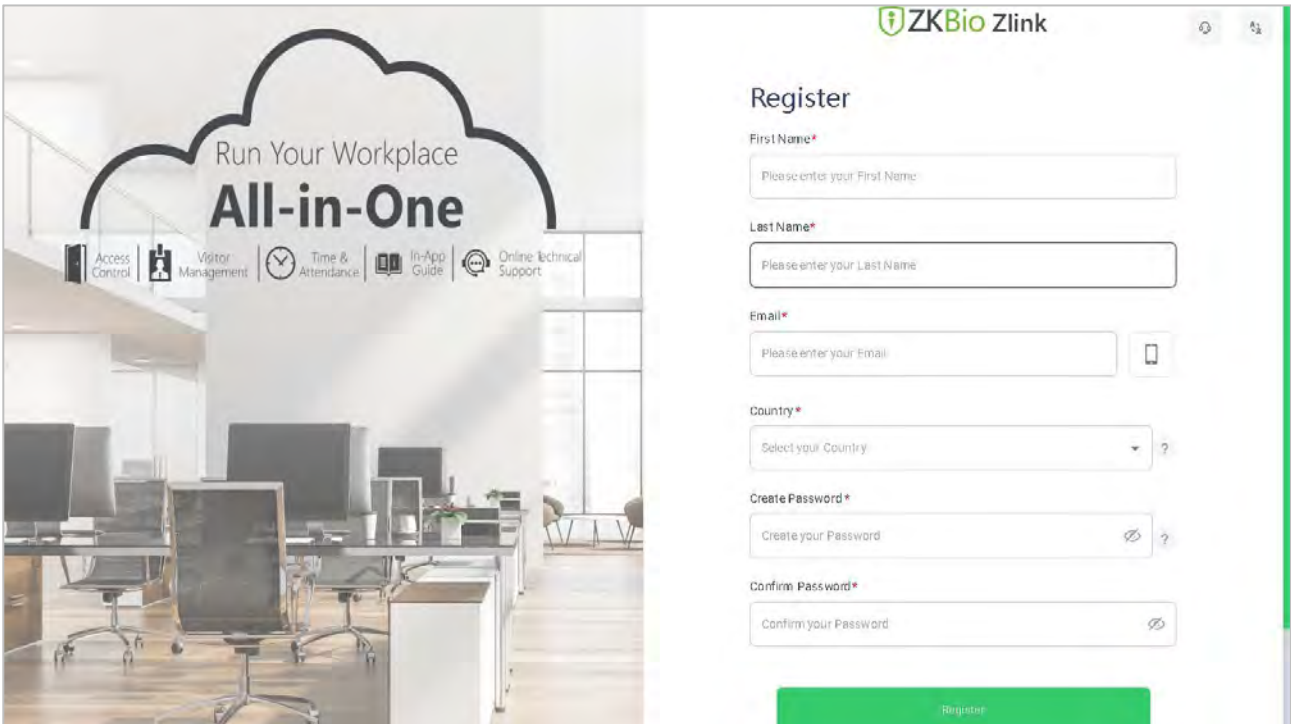 Run Your Workplace
All-in-One
Access Control
Visitor Management
Time & Attendance
In-App Guide
Online Technical Support
ZKBio Zlink
Register
First Name*
Please enter your First Name
Last Name*
Please enter your Last Name
Email*
Please enter your Email
Country*
Select your Country
?
Create Password*
Create your Password
?
Confirm Password*
Confirm your Password
Register